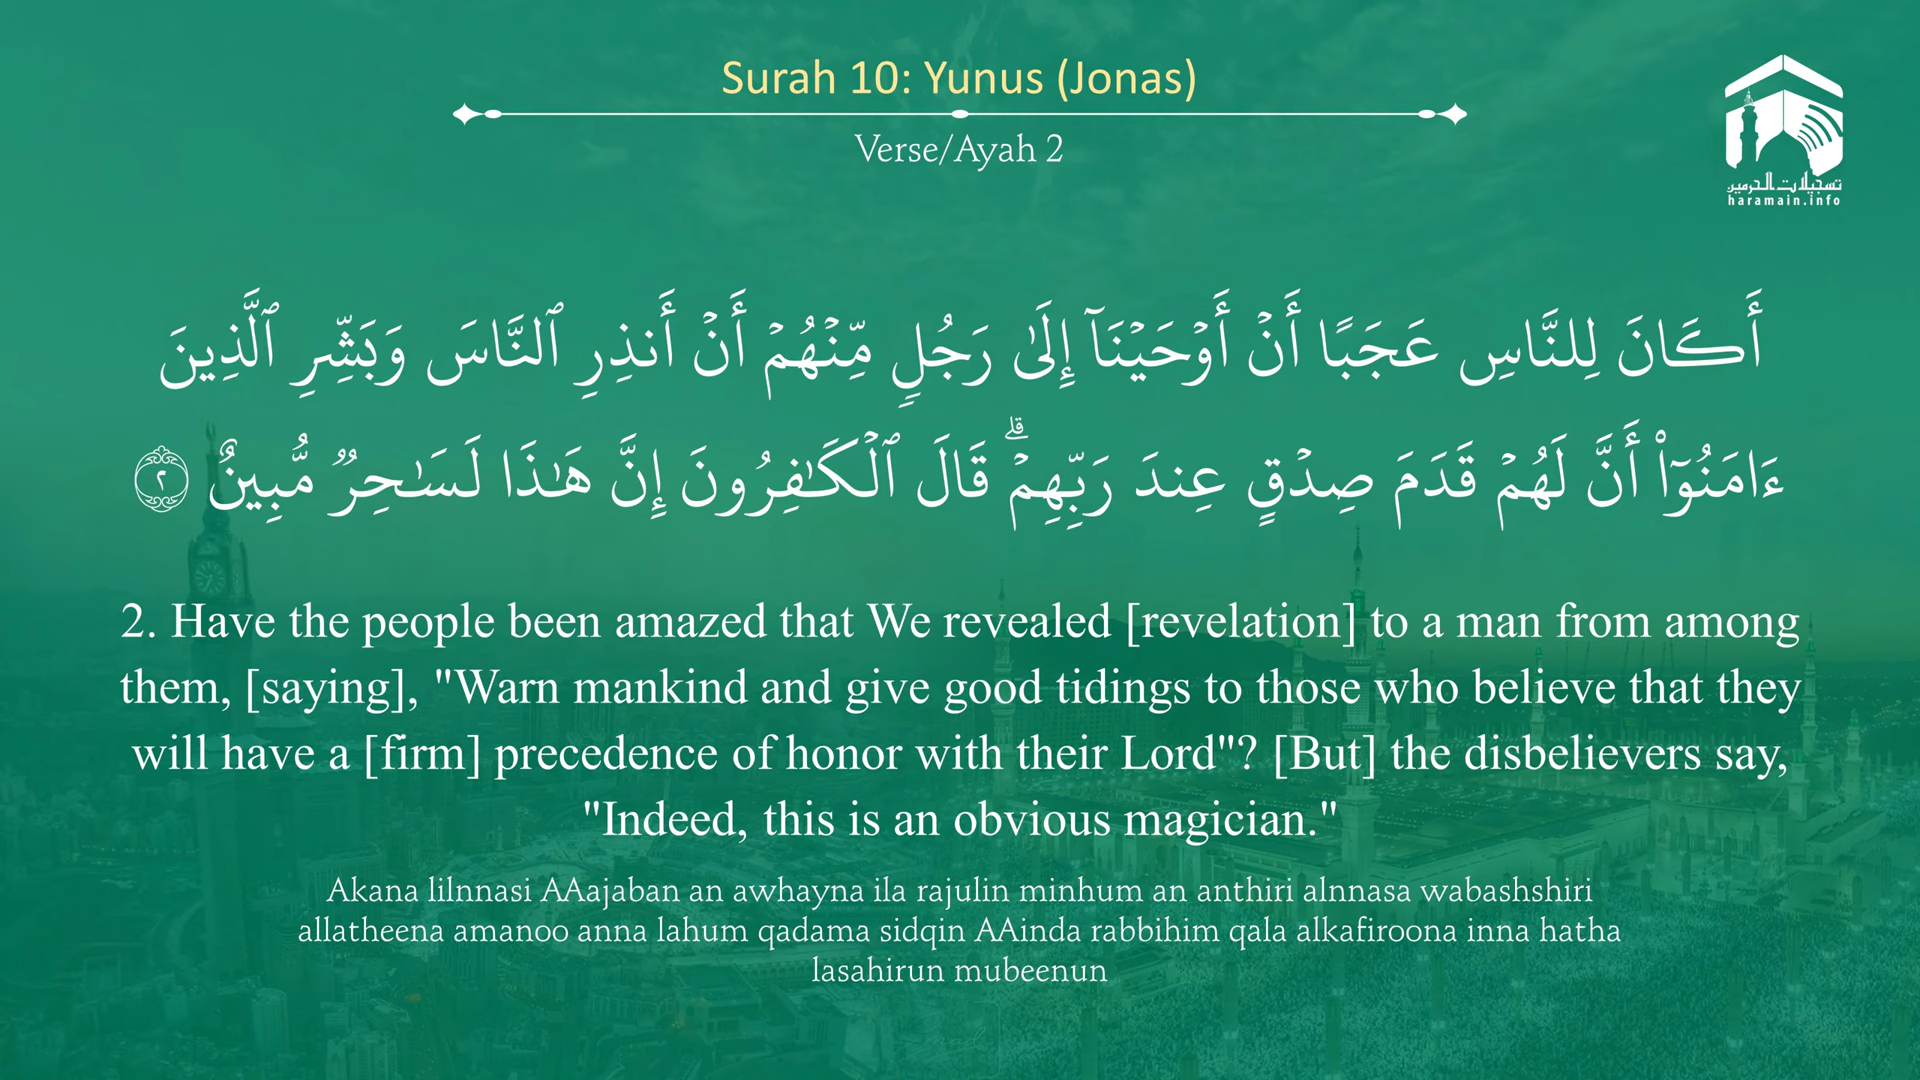 Surah 10: Yunus (Jonas)
Verse/Ayah 2
تسجيلات الحرمين
haramain.info
أَكَانَ لِلنَّاسِ عَجَبًا أَنۡ أَوۡحَيۡنَآ إِلَىٰ رَجُلٖ مِّنۡهُمۡ أَنۡ أَنذِرِ ٱلنَّاسَ وَبَشِّرِ ٱلَّذِينَ
ءَامَنُوٓاْ أَنَّ لَهُمۡ قَدَمَ صِدۡقٍ عِندَ رَبِّهِمۡۗ قَالَ ٱلۡكَٰفِرُونَ إِنَّ هَٰذَا لَسَٰحِرٞ مُّبِينٌ ٢
2. Have the people been amazed that We revealed [revelation] to a man from among
them, [saying], "Warn mankind and give good tidings to those who believe that they
will have a [firm] precedence of honor with their Lord"? [But] the disbelievers say,
"Indeed, this is an obvious magician."
Akana lilnnasi AAajaban an awhayna ila rajulin minhum an anthiri alnnasa wabashshiri
allatheena amanoo anna lahum qadama sidqin AAinda rabbihim qala alkafiroona inna hatha
lasahirun mubeenun